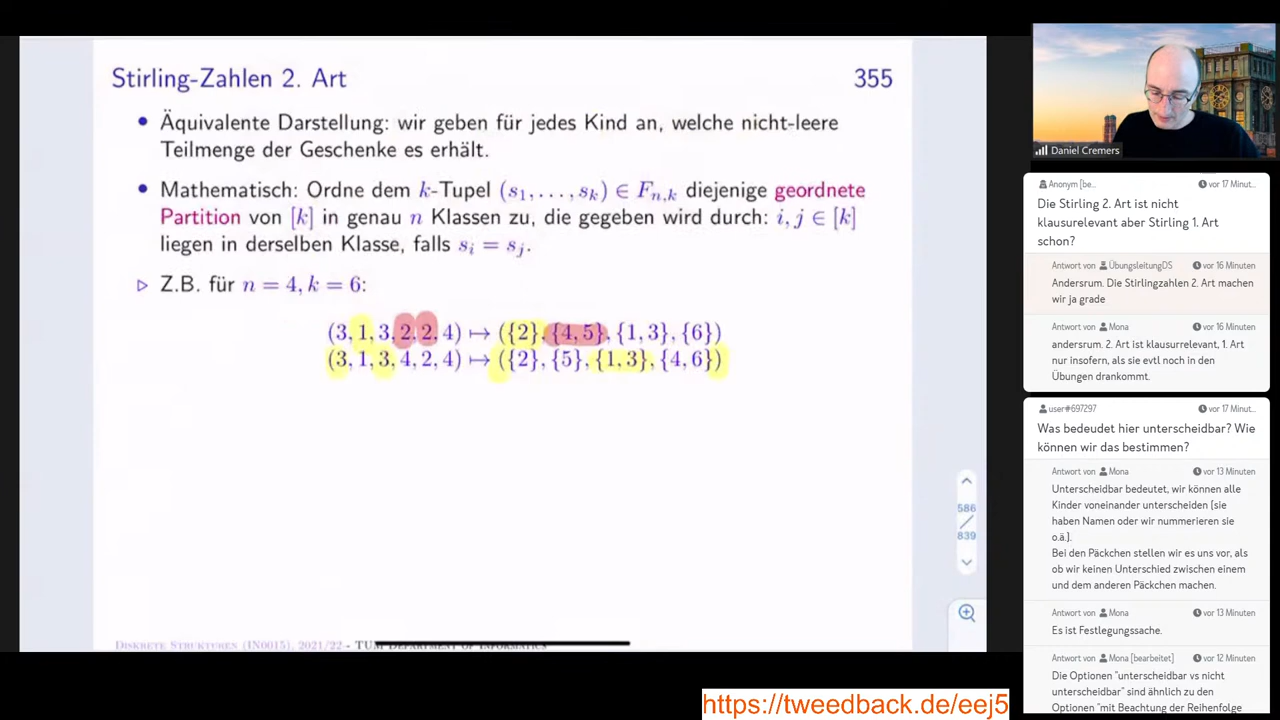 Stirling-Zahlen 2. Art 355
• Äquivalente Darstellung: wir geben für jedes Kind an, welche nicht-leere
Teilmenge der Geschenke es erhält.
• Mathematisch: Ordne dem k-Tupel (s₁, . . . , sₖ) ∈ Fₙ,ₖ diejenige geordnete
Partition von [k] in genau n Klassen zu, die gegeben wird durch: i, j ∈ [k]
liegen in derselben Klasse, falls sᵢ = sⱼ.
▷ Z.B. für n = 4, k = 6:
(3, 1, 3, 2, 2, 4) ↦ ({2}, {4, 5}, {1, 3}, {6})
(3, 1, 3, 4, 2, 4) ↦ ({2}, {5}, {1, 3}, {4, 6})
586
/
839
Diskrete Strukturen (IN0015), 2021/22 - TUM Department of Informatics
Daniel Cremers
Anonym [be... vor 17 Minut...
Die Stirling 2. Art ist nicht
klausurelevant aber Stirling 1. Art
schon?
Antwort von ÜbungsleitungDS vor 16 Minuten
Andersrum. Die Stirlingzahlen 2. Art machen
wir ja grade
Antwort von Mona vor 16 Minuten
andersrum. 2. Art ist klausurrelevant, 1. Art
nur insofern, als sie evtl noch in den
Übungen drankommt.
user#697297 vor 17 Minut...
Was bedeutet hier unterscheidbar? Wie
können wir das bestimmen?
Antwort von Mona vor 13 Minuten
Unterscheidbar bedeutet, wir können alle
Kinder voneinander unterscheiden (sie
haben Namen oder wir nummerieren sie
o.ä.).
Bei den Päckchen stellen wir es uns vor, als
ob wir keinen Unterschied zwischen einem
und dem anderen Päckchen machen.
Antwort von Mona vor 13 Minuten
Es ist Festlegungssache.
Antwort von Mona [bearbeitet] vor 12 Minuten
Die Optionen "unterscheidbar vs nicht
unterscheidbar" sind ähnlich zu den
Optionen "mit Beachtung der Reihenfolge
https://tweedback.de/eej5